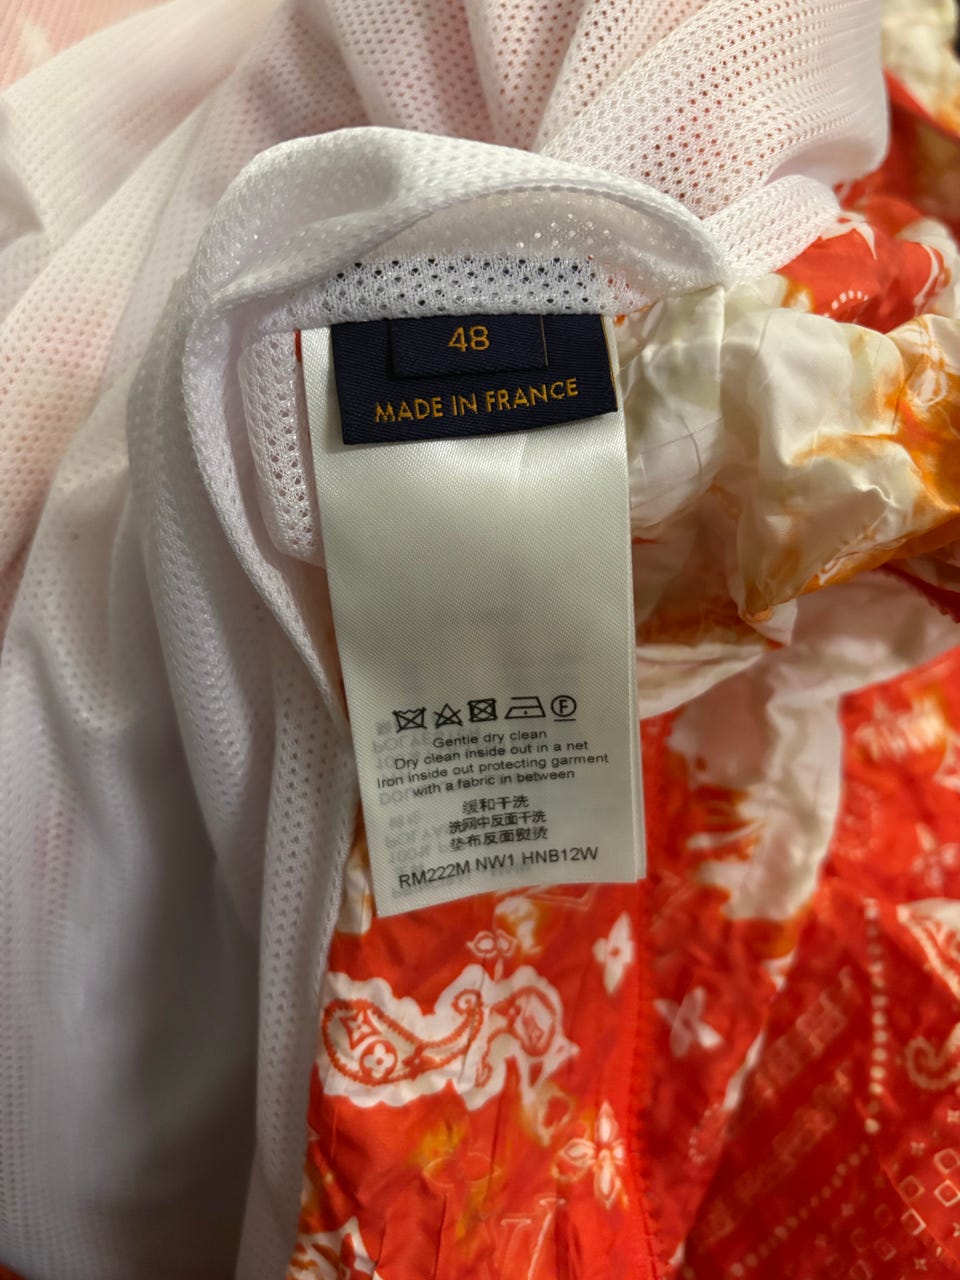 48
MADE IN FRANCE
Gentle dry clean
Dry clean inside out in a net
Iron inside out protecting garment
with a fabric in between
缓和干洗
洗网中反面干洗
垫布反面熨烫
RM222M NW1 HNB12W